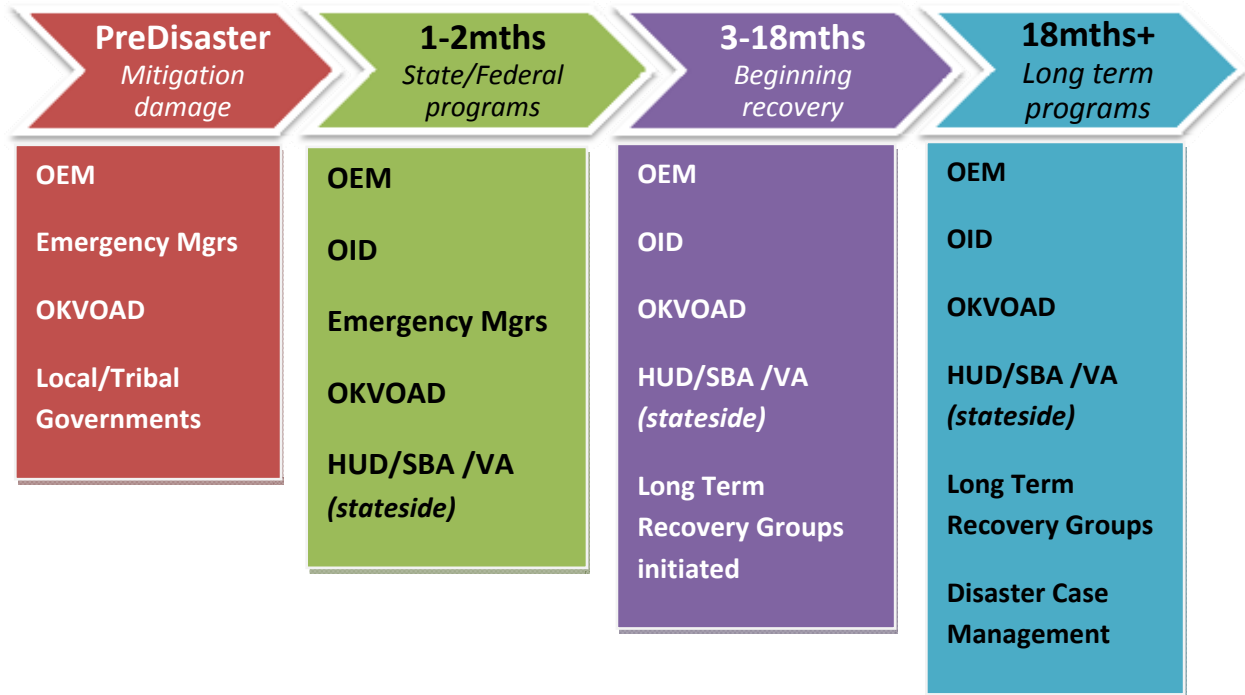 PreDisaster
Mitigation
damage
OEM
Emergency Mgrs
OKVOAD
Local/Tribal
Governments
1-2mths
State/Federal
programs
OEM
OID
Emergency Mgrs
OKVOAD
HUD/SBA /VA
(stateside)
3-18mths
Beginning
recovery
OEM
OID
OKVOAD
HUD/SBA /VA
(stateside)
Long Term
Recovery Groups
initiated
18mths+
Long term
programs
OEM
OID
OKVOAD
HUD/SBA /VA
(stateside)
Long Term
Recovery Groups
Disaster Case
Management